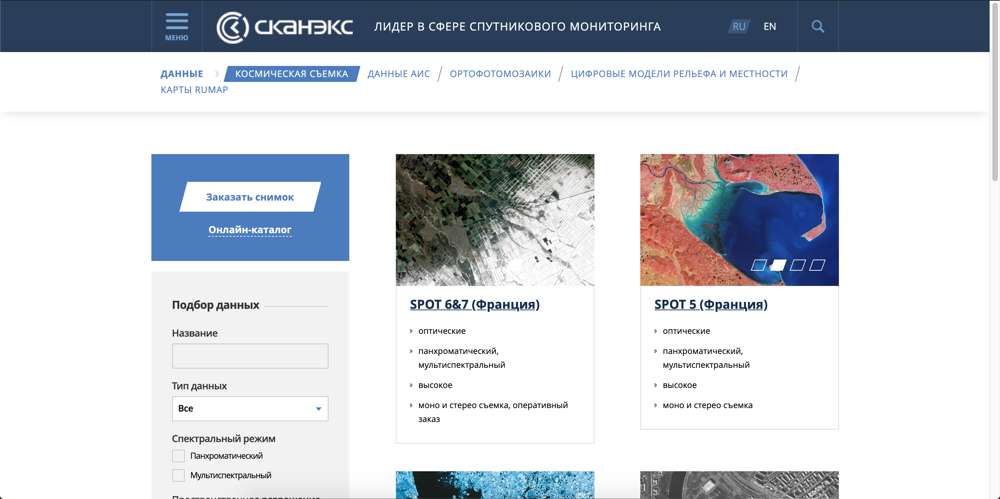 МЕНЮ
СКАНЭКС
ЛИДЕР В СФЕРЕ СПУТНИКОВОГО МОНИТОРИНГА
RU
EN
ДАННЫЕ
КОСМИЧЕСКАЯ СЪЕМКА
ДАННЫЕ АИС
ОРТОФОТОМОЗАИКИ
ЦИФРОВЫЕ МОДЕЛИ РЕЛЬЕФА И МЕСТНОСТИ
КАРТЫ RUMAP
Заказать снимок
Онлайн-каталог
Подбор данных
Название
Тип данных
Все
Спектральный режим
Панхроматический
Мультиспектральный
Пространственное разрешение
SPOT 6&7 (Франция)
оптические
панхроматический,
мультиспектральный
высокое
моно и стерео съемка, оперативный
заказ
SPOT 5 (Франция)
оптические
панхроматический,
мультиспектральный
высокое
моно и стерео съемка